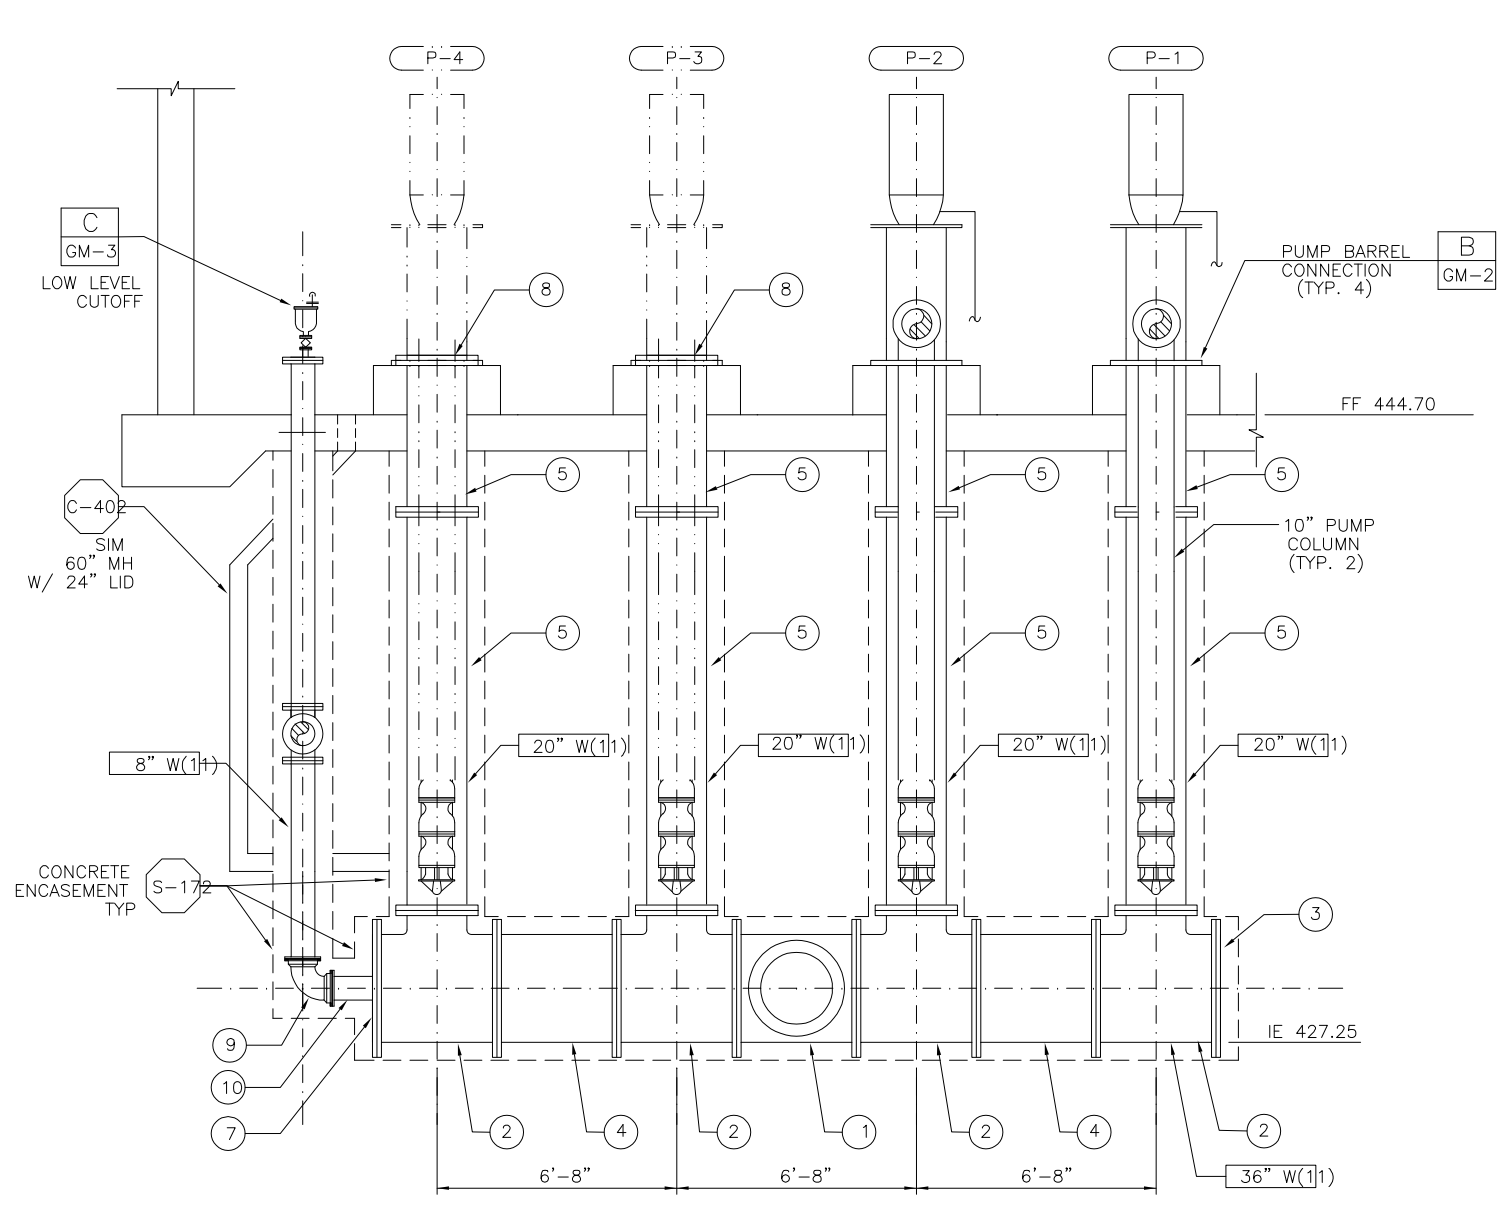 P-4
P-3
P-2
P-1
C
GM-3
LOW LEVEL
CUTOFF
8
8
PUMP BARREL
CONNECTION
(TYP. 4)
B
GM-2
FF 444.70
5
5
5
5
C-402
SIM
60" MH
W/ 24" LID
10" PUMP
COLUMN
(TYP. 2)
5
5
5
5
20" W(11)
20" W(11)
20" W(11)
20" W(11)
8" W(11)
CONCRETE
ENCASEMENT
TYP
S-172
3
IE 427.25
9
10
7
2
4
2
1
2
4
2
6'-8"
6'-8"
6'-8"
36" W(11)